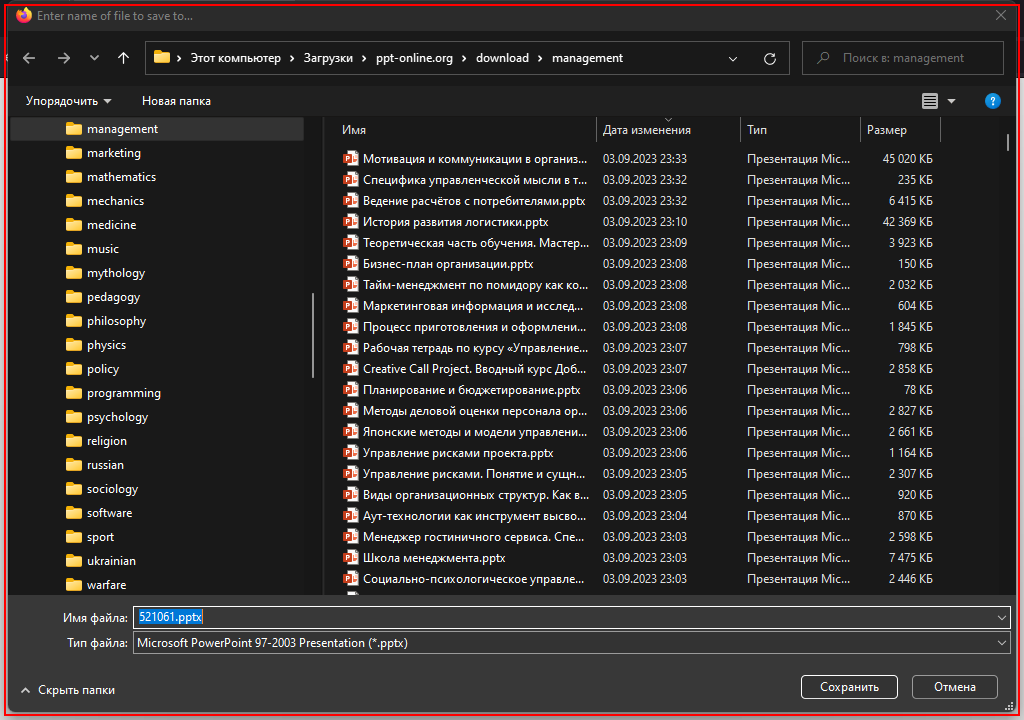 Enter name of file to save to...
Этот компьютер › Загрузки › ppt-online.org › download › management
Поиск в: management
Упорядочить
Новая папка
management
marketing
mathematics
mechanics
medicine
music
mythology
pedagogy
philosophy
physics
policy
programming
psychology
religion
russian
sociology
software
sport
ukrainian
warfare
Имя Дата изменения Тип Размер
Мотивация и коммуникации в организ... 03.09.2023 23:33 Презентация Mic... 45 020 КБ
Специфика управленческой мысли в т... 03.09.2023 23:32 Презентация Mic... 235 КБ
Ведение расчётов с потребителями.pptx 03.09.2023 23:32 Презентация Mic... 6 415 КБ
История развития логистики.pptx 03.09.2023 23:10 Презентация Mic... 42 369 КБ
Теоретическая часть обучения. Мастер... 03.09.2023 23:09 Презентация Mic... 3 923 КБ
Бизнес-план организации.pptx 03.09.2023 23:08 Презентация Mic... 150 КБ
Тайм-менеджмент по помидору как ко... 03.09.2023 23:08 Презентация Mic... 2 032 КБ
Маркетинговая информация и исслед... 03.09.2023 23:08 Презентация Mic... 604 КБ
Процесс приготовления и оформлени... 03.09.2023 23:08 Презентация Mic... 1 845 КБ
Рабочая тетрадь по курсу «Управление... 03.09.2023 23:07 Презентация Mic... 798 КБ
Creative Call Project. Вводный курс Доб... 03.09.2023 23:07 Презентация Mic... 2 858 КБ
Планирование и бюджетирование.pptx 03.09.2023 23:06 Презентация Mic... 78 КБ
Методы деловой оценки персонала ор... 03.09.2023 23:06 Презентация Mic... 2 827 КБ
Японские методы и модели управлени... 03.09.2023 23:06 Презентация Mic... 2 661 КБ
Управление рисками проекта.pptx 03.09.2023 23:06 Презентация Mic... 1 164 КБ
Управление рисками. Понятие и сущн... 03.09.2023 23:05 Презентация Mic... 2 307 КБ
Виды организационных структур. Как в... 03.09.2023 23:05 Презентация Mic... 920 КБ
Аут-технологии как инструмент высво... 03.09.2023 23:04 Презентация Mic... 870 КБ
Менеджер гостиничного сервиса. Спе... 03.09.2023 23:03 Презентация Mic... 2 598 КБ
Школа менеджмента.pptx 03.09.2023 23:03 Презентация Mic... 7 475 КБ
Социально-психологическое управле... 03.09.2023 23:03 Презентация Mic... 2 446 КБ
Имя файла: 521061.pptx
Тип файла: Microsoft PowerPoint 97-2003 Presentation (*.pptx)
Скрыть папки
Сохранить
Отмена